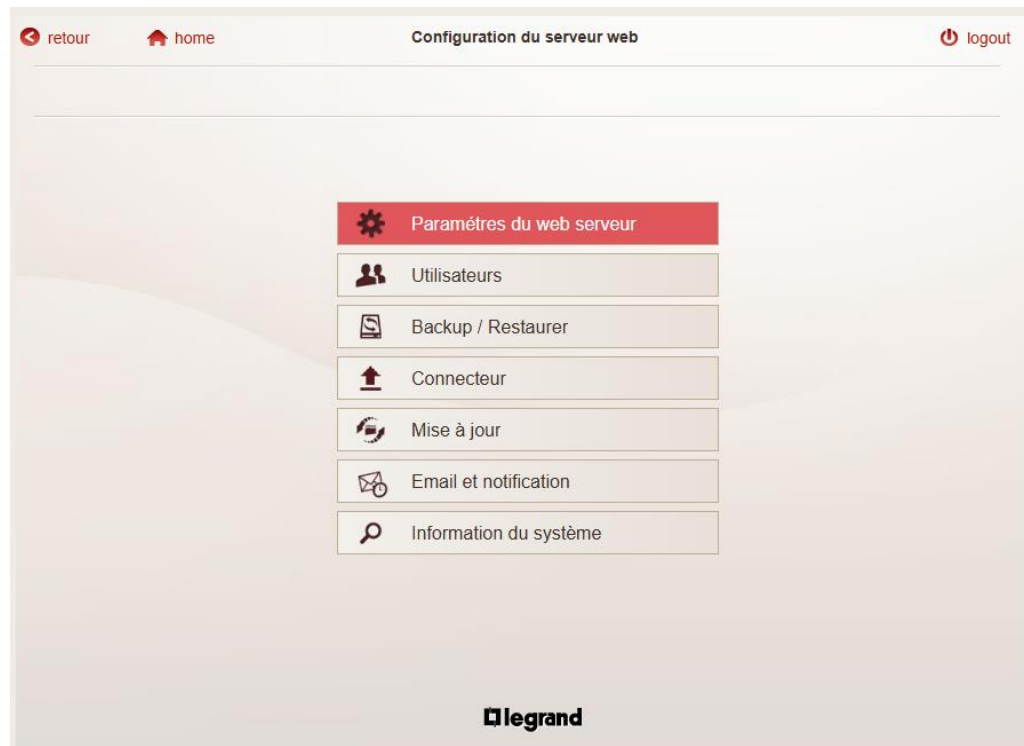 retour home Configuration du serveur web logout
Paramétres du web serveur
Utilisateurs
Backup / Restaurer
Connecteur
Mise à jour
Email et notification
Information du système
legrand